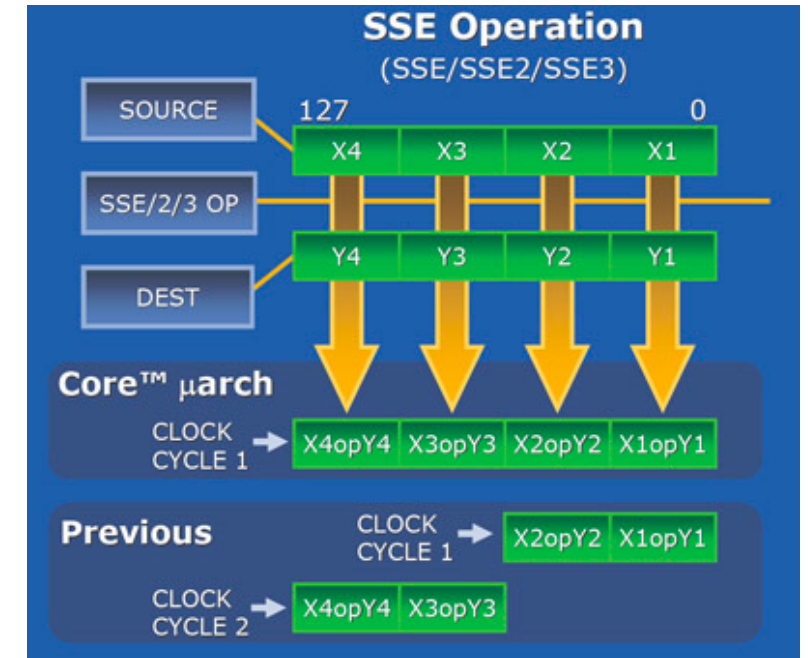 SSE Operation
(SSE/SSE2/SSE3)
SOURCE
127 0
X4 X3 X2 X1
SSE/2/3 OP
Y4 Y3 Y2 Y1
DEST
Core™ µarch
CLOCK
CYCLE 1
X4opY4 X3opY3 X2opY2 X1opY1
Previous
CLOCK
CYCLE 1
X2opY2 X1opY1
CLOCK
CYCLE 2
X4opY4 X3opY3